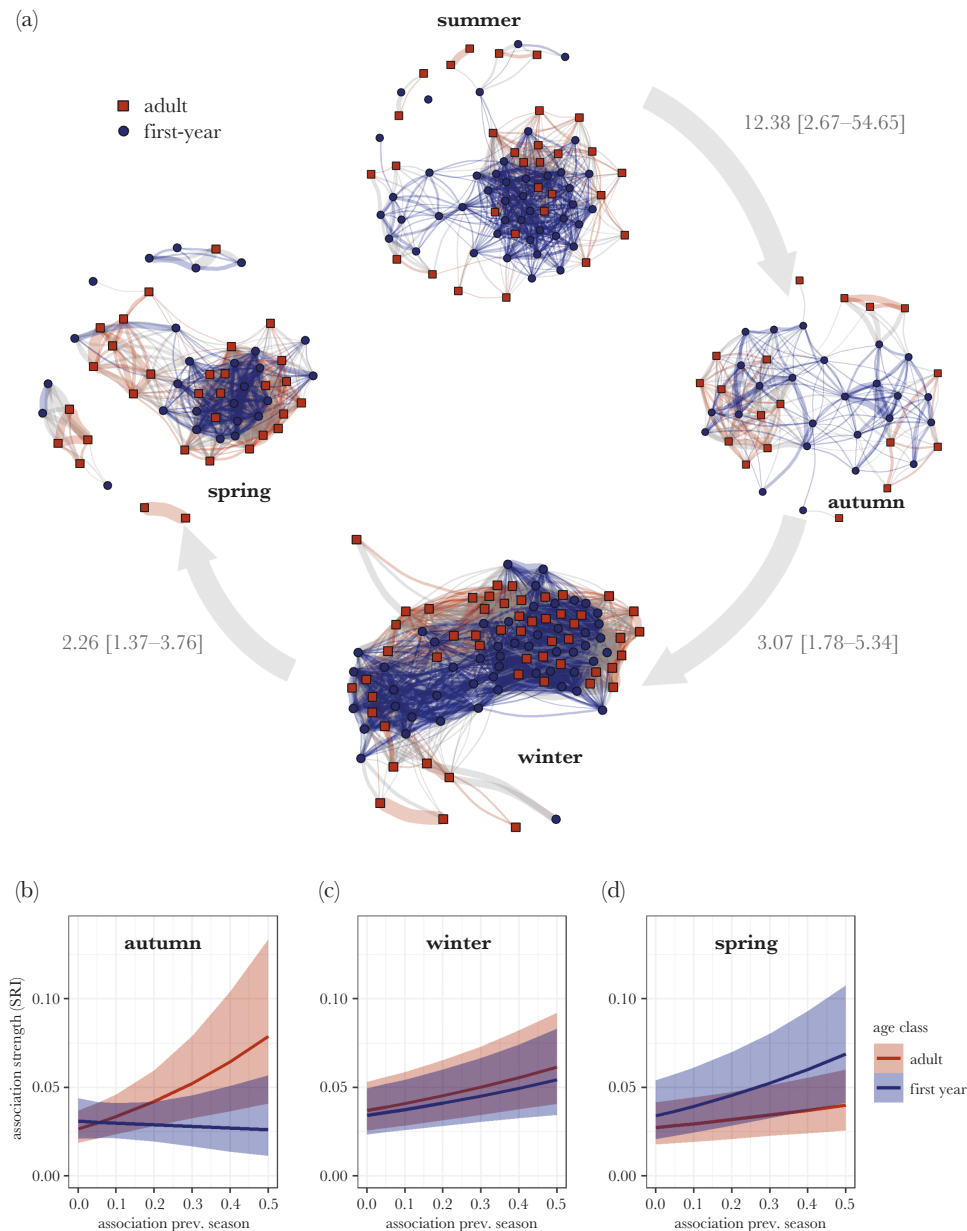 (a)
summer
adult
first-year
12.38 [2.67–54.65]
spring
autumn
2.26 [1.37–3.76]
3.07 [1.78–5.34]
winter
(b)
(c)
(d)
autumn
winter
spring
association strength (SRI)
0.10
0.05
0.00
0.0 0.1 0.2 0.3 0.4 0.5
association prev. season
0.10
0.05
0.00
0.0 0.1 0.2 0.3 0.4 0.5
association prev. season
0.10
0.05
0.00
0.0 0.1 0.2 0.3 0.4 0.5
association prev. season
age class
adult
first year